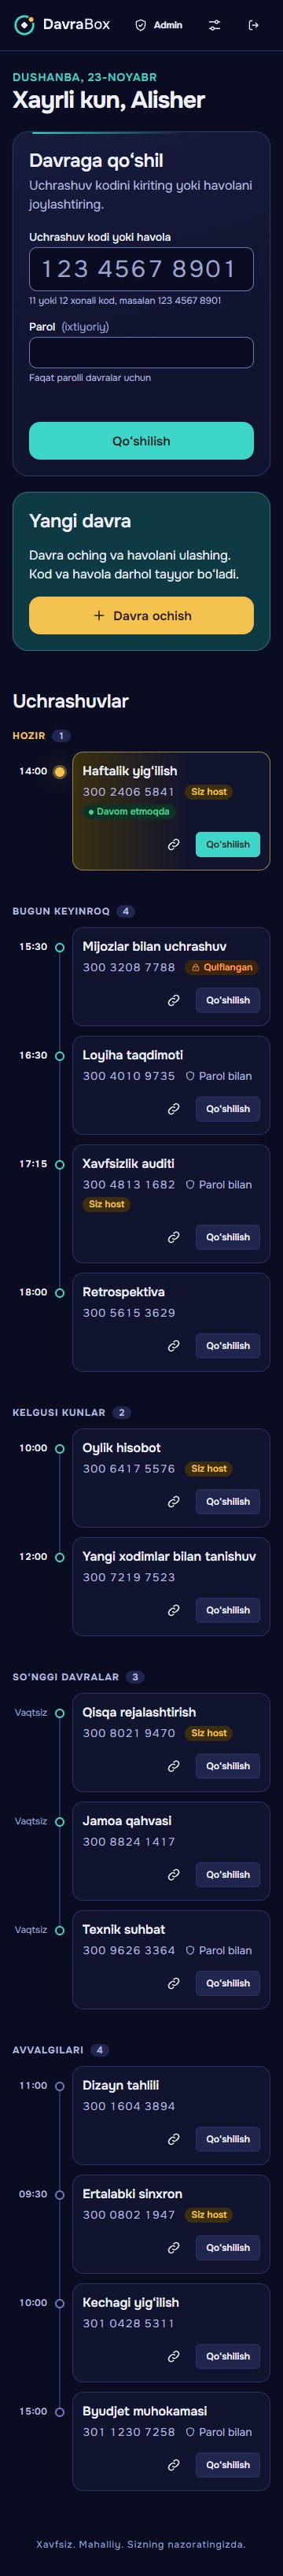 DavraBox Admin
DUSHANBA, 23-NOYABR
Xayrli kun, Alisher
Davraga qo‘shil
Uchrashuv kodini kiriting yoki havolani
joylashtiring.
Uchrashuv kodi yoki havola
123 4567 8901
11 yoki 12 xonali kod, masalan 123 4567 8901
Parol (ixtiyoriy)
Faqat parolli davralar uchun
Qo‘shilish
Yangi davra
Davra oching va havolani ulashing.
Kod va havola darhol tayyor bo‘ladi.
+ Davra ochish
Uchrashuvlar
HOZIR 1
14:00 Haftalik yig‘ilish
300 2406 5841 Siz host
Davom etmoqda
Qo‘shilish
BUGUN KEYINROQ 4
15:30 Mijozlar bilan uchrashuv
300 3208 7788 Qulflangan
Qo‘shilish
16:30 Loyiha taqdimoti
300 4010 9735 Parol bilan
Qo‘shilish
17:15 Xavfsizlik auditi
300 4813 1682 Parol bilan
Siz host
Qo‘shilish
18:00 Retrospektiva
300 5615 3629
Qo‘shilish
KELGUSI KUNLAR 2
10:00 Oylik hisobot
300 6417 5576 Siz host
Qo‘shilish
12:00 Yangi xodimlar bilan tanishuv
300 7219 7523
Qo‘shilish
SO‘NGGI DAVRALAR 3
Vaqtsiz Qisqa rejalashtirish
300 8021 9470 Siz host
Qo‘shilish
Vaqtsiz Jamoa qahvasi
300 8824 1417
Qo‘shilish
Vaqtsiz Texnik suhbat
300 9626 3364 Parol bilan
Qo‘shilish
AVVALGILARI 4
11:00 Dizayn tahlili
300 1604 3894
Qo‘shilish
09:30 Ertalabki sinxron
300 0802 1947 Siz host
Qo‘shilish
10:00 Kechagi yig‘ilish
301 0428 5311
Qo‘shilish
15:00 Byudjet muhokamasi
301 1230 7258 Parol bilan
Qo‘shilish
Xavfsiz. Mahalliy. Sizning nazoratingizda.